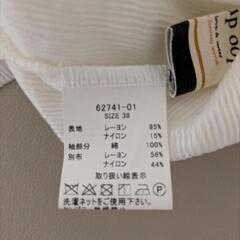 62741-01
SIZE 38
表地 レーヨン 85%
ナイロン 15%
袖部分 綿 100%
別布 レーヨン 56%
ナイロン 44%
取り扱い絵表示
洗濯ネットを使用して下さい。